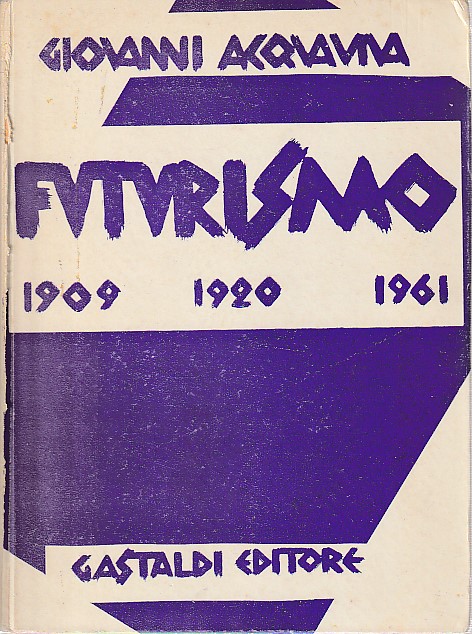 GIOVANNI ACQUAVIVA
FVTVRISMO
1909 1920 1961
GASTALDI EDITORE